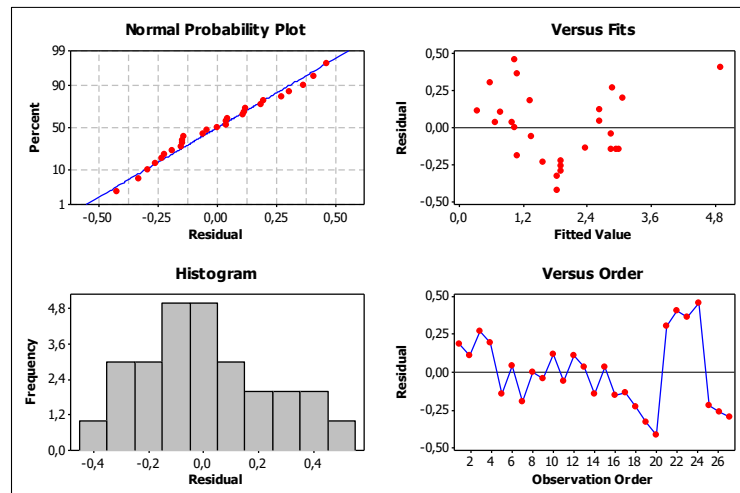 Normal Probability Plot
99
90
50
10
1
Percent
-0,50 -0,25 0,00 0,25 0,50
Residual
Versus Fits
0,50
0,25
0,00
-0,25
-0,50
Residual
0,0 1,2 2,4 3,6 4,8
Fitted Value
Histogram
4,8
3,6
2,4
1,2
0,0
Frequency
-0,4 -0,2 0,0 0,2 0,4
Residual
Versus Order
0,50
0,25
0,00
-0,25
-0,50
Residual
2 4 6 8 10 12 14 16 18 20 22 24 26
Observation Order